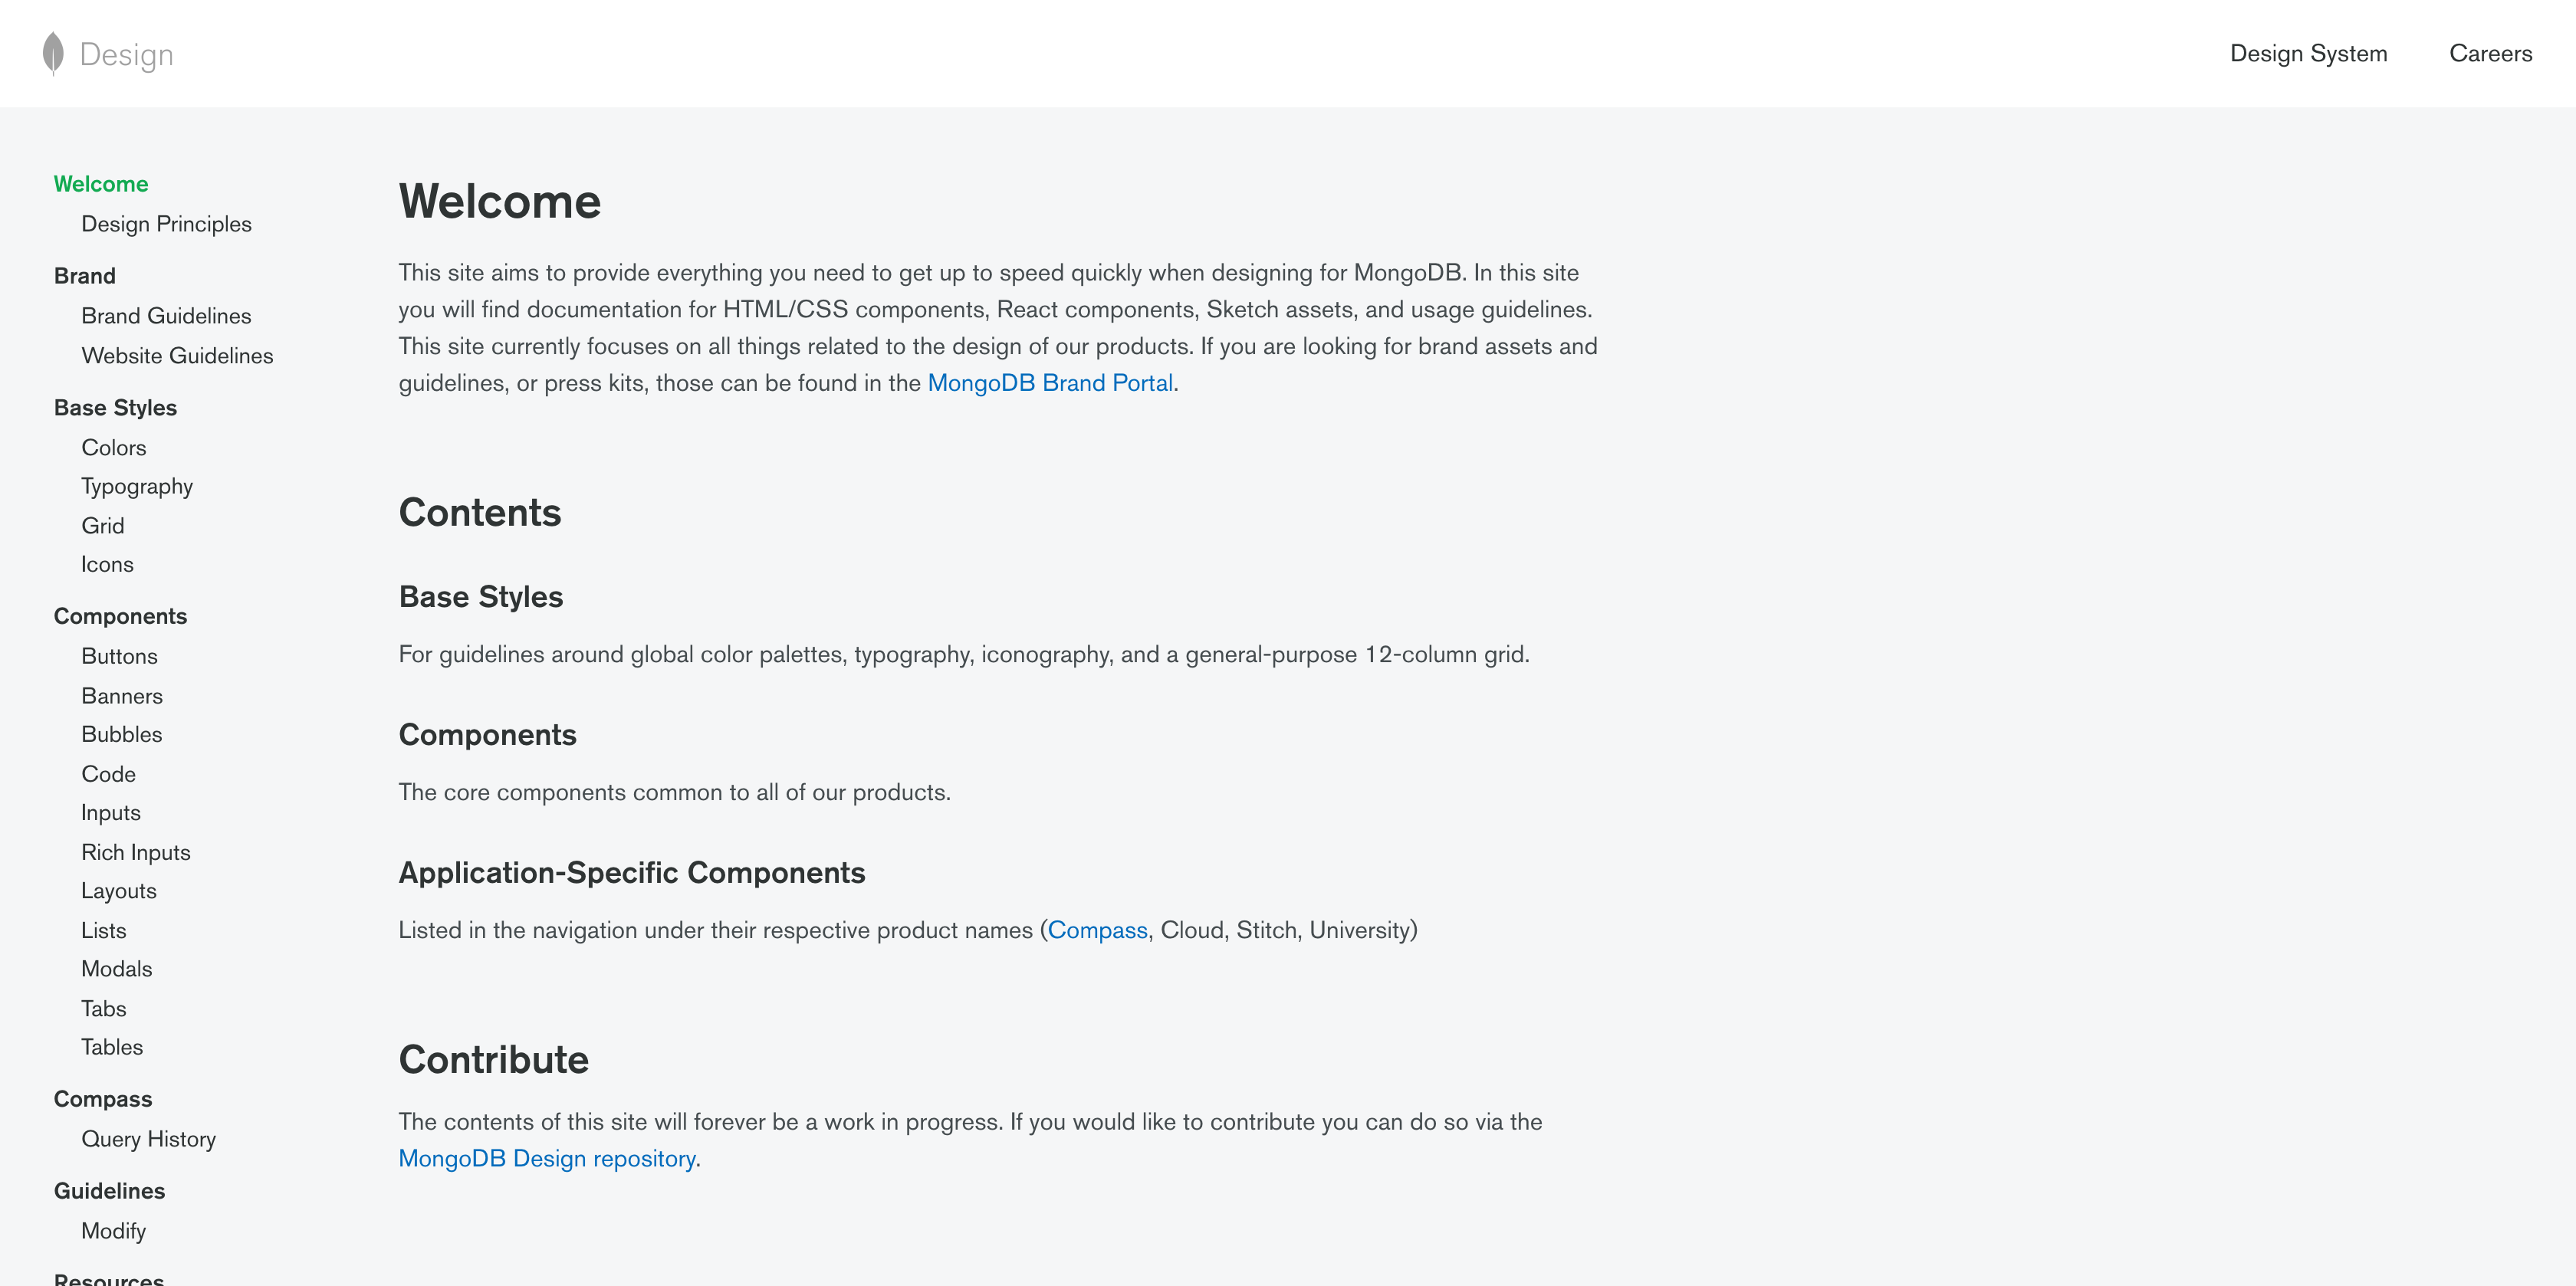 Design
Design System
Careers
Welcome
Design Principles
Brand
Brand Guidelines
Website Guidelines
Base Styles
Colors
Typography
Grid
Icons
Components
Buttons
Banners
Bubbles
Code
Inputs
Rich Inputs
Layouts
Lists
Modals
Tabs
Tables
Compass
Query History
Guidelines
Modify
Resources
Welcome
This site aims to provide everything you need to get up to speed quickly when designing for MongoDB. In this site
you will find documentation for HTML/CSS components, React components, Sketch assets, and usage guidelines.
This site currently focuses on all things related to the design of our products. If you are looking for brand assets and
guidelines, or press kits, those can be found in the MongoDB Brand Portal.
Contents
Base Styles
For guidelines around global color palettes, typography, iconography, and a general-purpose 12-column grid.
Components
The core components common to all of our products.
Application-Specific Components
Listed in the navigation under their respective product names (Compass, Cloud, Stitch, University)
Contribute
The contents of this site will forever be a work in progress. If you would like to contribute you can do so via the
MongoDB Design repository.